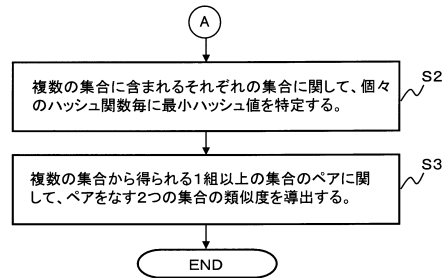 A
S2
複数の集合に含まれるそれぞれの集合に関して、個々
のハッシュ関数毎に最小ハッシュ値を特定する。
S3
複数の集合から得られる1組以上の集合のペアに関
して、ペアをなす2つの集合の類似度を導出する。
END